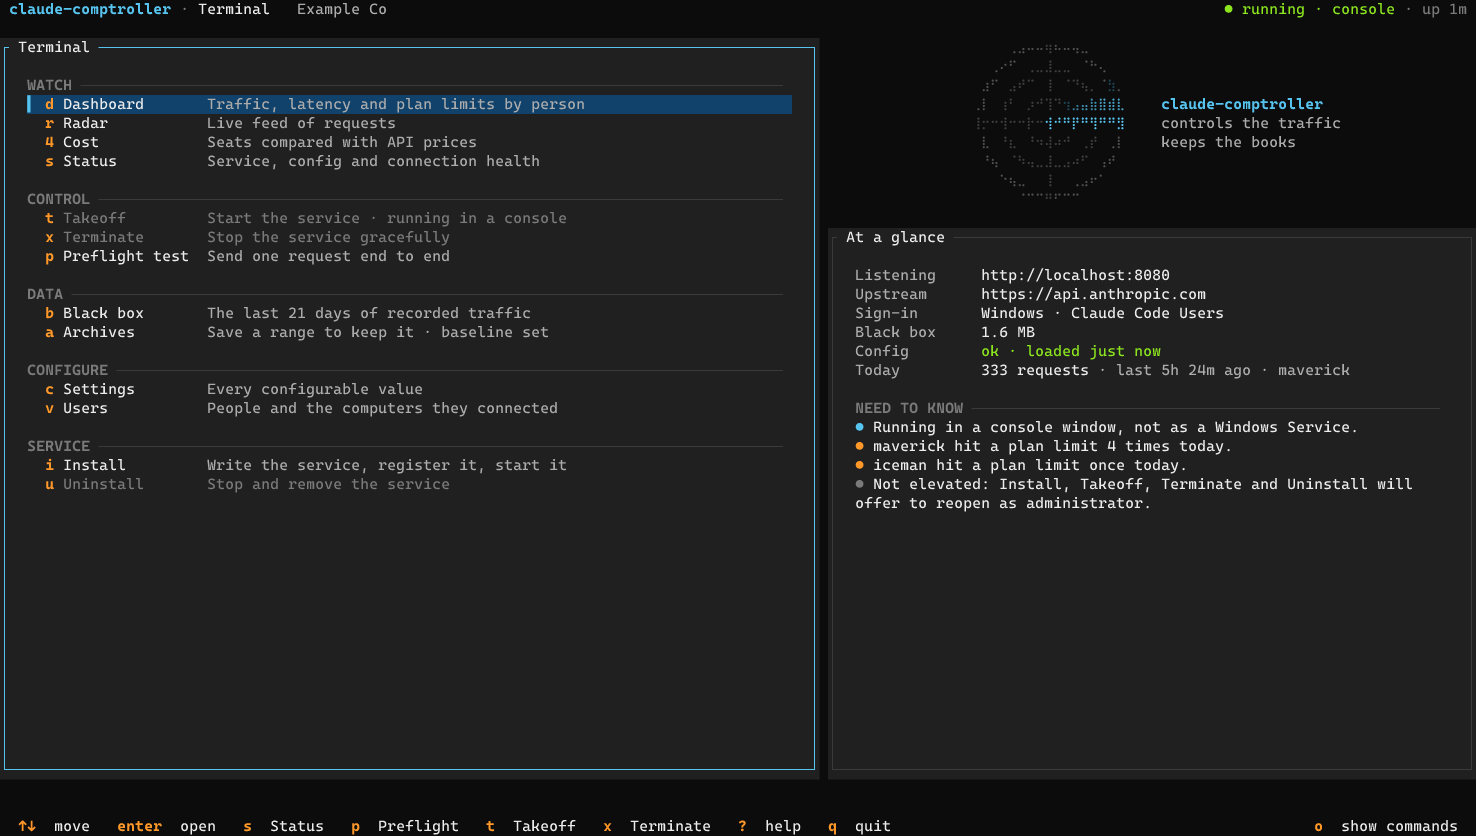 claude-comptroller · Terminal   Example Co
● running · console · up 1m
Terminal
WATCH
d Dashboard   Traffic, latency and plan limits by person
r Radar   Live feed of requests
4 Cost   Seats compared with API prices
s Status   Service, config and connection health
CONTROL
t Takeoff   Start the service · running in a console
x Terminate   Stop the service gracefully
p Preflight test   Send one request end to end
DATA
b Black box   The last 21 days of recorded traffic
a Archives   Save a range to keep it · baseline set
CONFIGURE
c Settings   Every configurable value
v Users   People and the computers they connected
SERVICE
i Install   Write the service, register it, start it
u Uninstall   Stop and remove the service
claude-comptroller
controls the traffic
keeps the books
At a glance
Listening   http://localhost:8080
Upstream   https://api.anthropic.com
Sign-in   Windows · Claude Code Users
Black box   1.6 MB
Config   ok · loaded just now
Today   333 requests · last 5h 24m ago · maverick
NEED TO KNOW
● Running in a console window, not as a Windows Service.
● maverick hit a plan limit 4 times today.
● iceman hit a plan limit once today.
● Not elevated: Install, Takeoff, Terminate and Uninstall will
offer to reopen as administrator.
↑↓ move   enter open   s Status   p Preflight   t Takeoff   x Terminate   ? help   q quit   o show commands